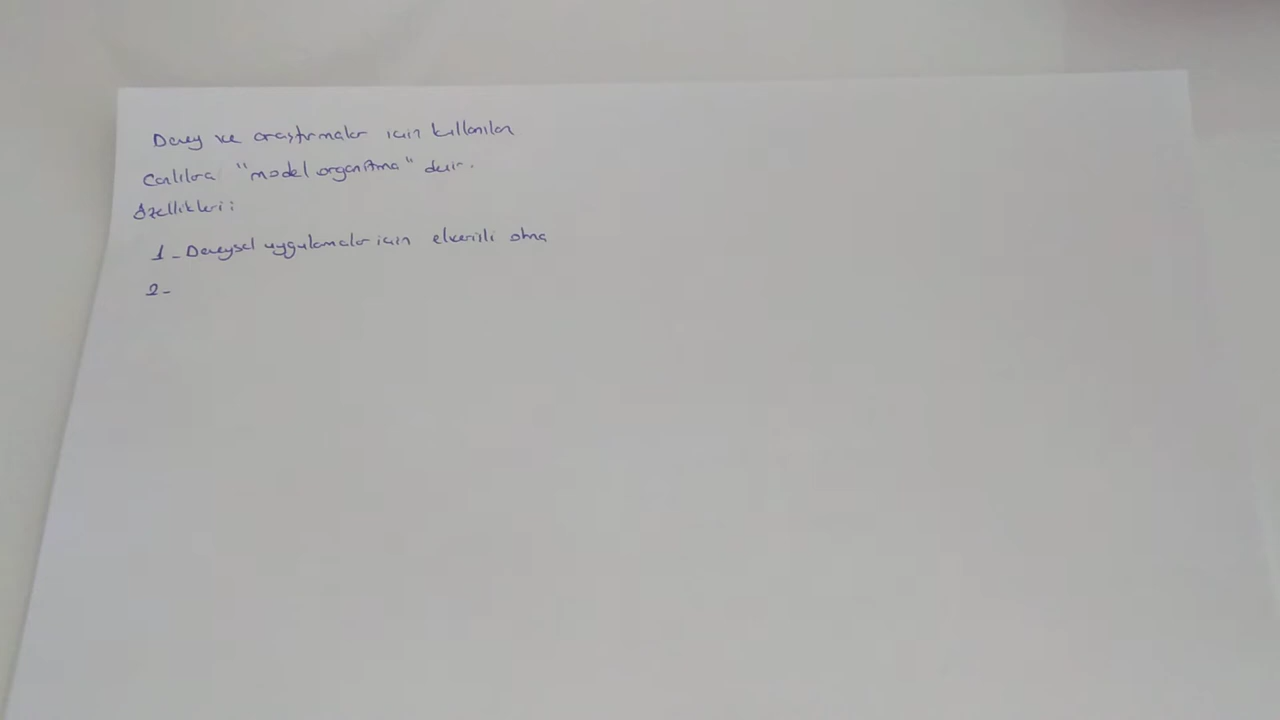 Deney ve araştırmalar için kullanılan
Canlılara "model organizma" denir.
Özellikleri:
1- Deneysel uygulamalar için elverişli olma
2-